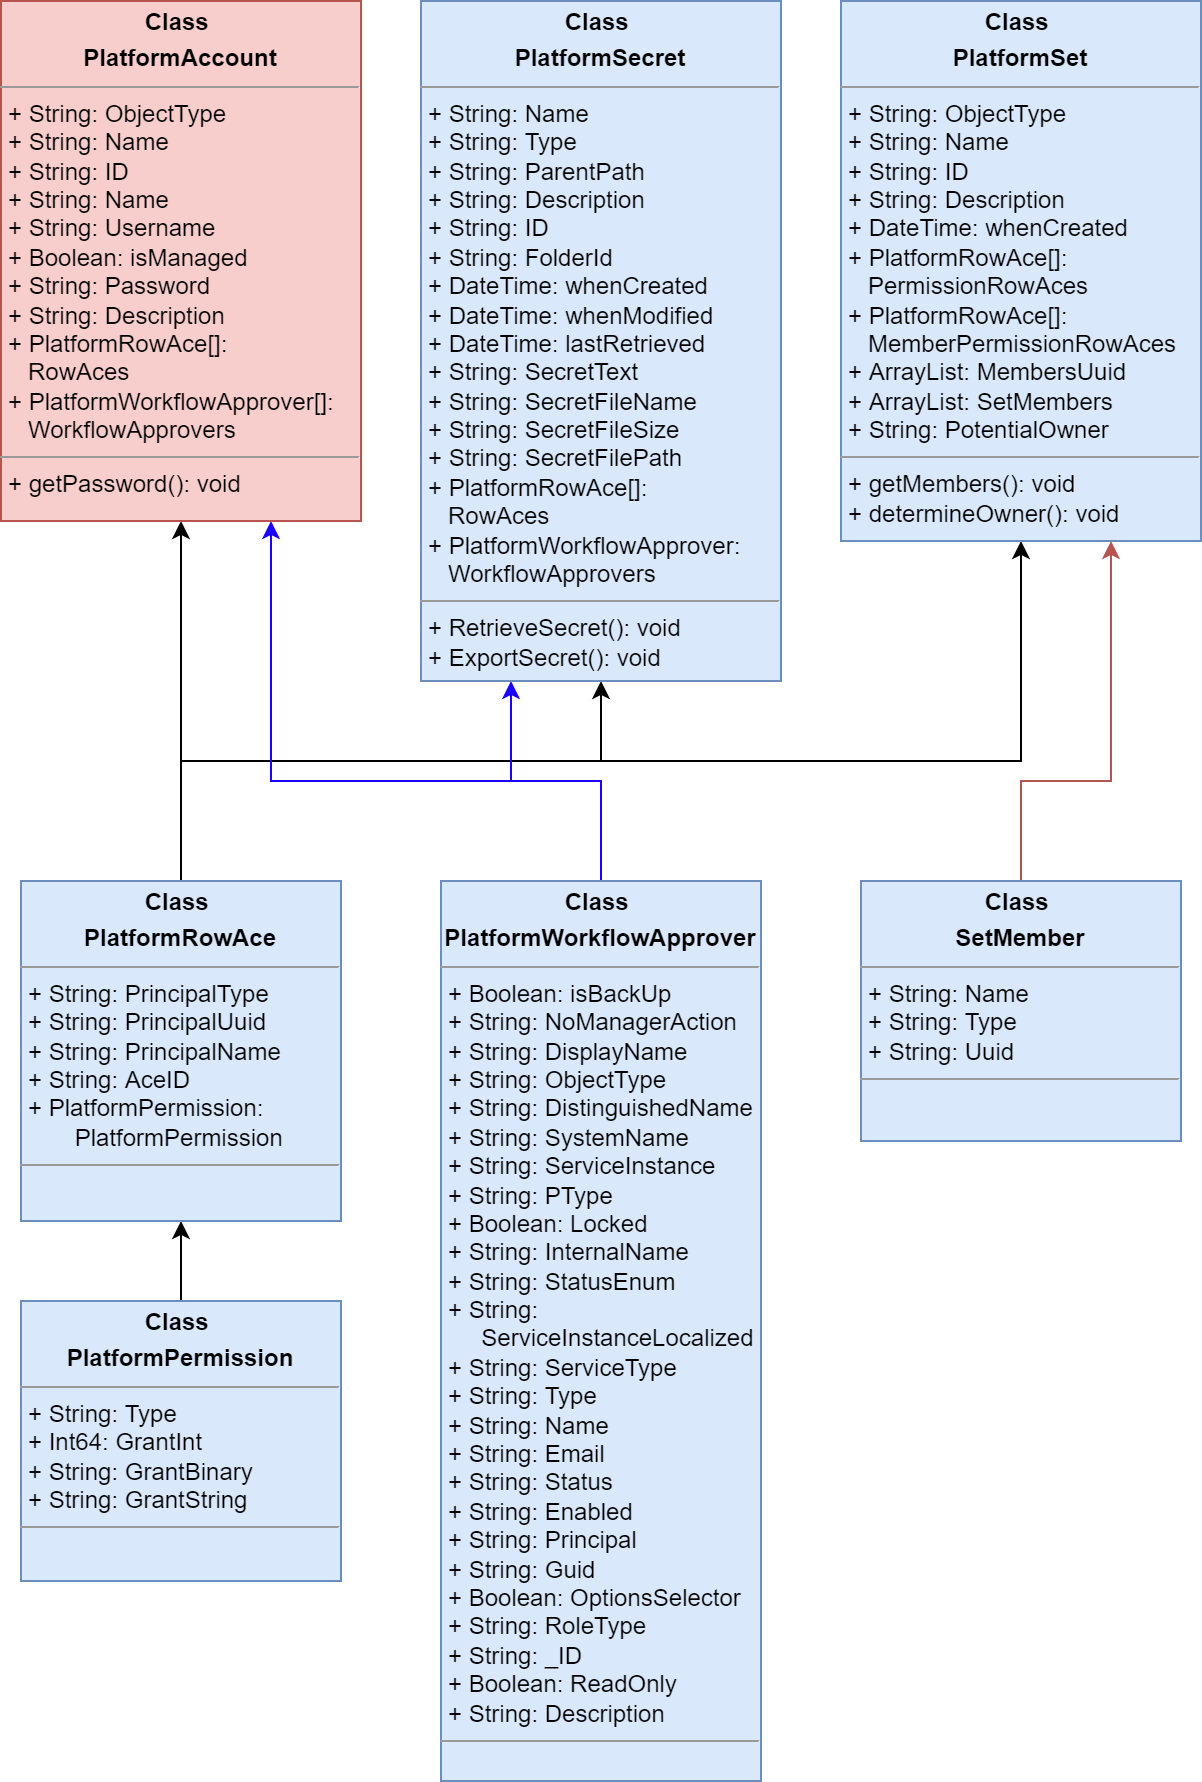 Class
PlatformAccount
+ String: ObjectType
+ String: Name
+ String: ID
+ String: Name
+ String: Username
+ Boolean: isManaged
+ String: Password
+ String: Description
+ PlatformRowAce[]:
RowAces
+ PlatformWorkflowApprover[]:
WorkflowApprovers
+ getPassword(): void
Class
PlatformSecret
+ String: Name
+ String: Type
+ String: ParentPath
+ String: Description
+ String: ID
+ String: FolderId
+ DateTime: whenCreated
+ DateTime: whenModified
+ DateTime: lastRetrieved
+ String: SecretText
+ String: SecretFileName
+ String: SecretFileSize
+ String: SecretFilePath
+ PlatformRowAce[]:
RowAces
+ PlatformWorkflowApprover:
WorkflowApprovers
+ RetrieveSecret(): void
+ ExportSecret(): void
Class
PlatformSet
+ String: ObjectType
+ String: Name
+ String: ID
+ String: Description
+ DateTime: whenCreated
+ PlatformRowAce[]:
PermissionRowAces
+ PlatformRowAce[]:
MemberPermissionRowAces
+ ArrayList: MembersUuid
+ ArrayList: SetMembers
+ String: PotentialOwner
+ getMembers(): void
+ determineOwner(): void
Class
PlatformRowAce
+ String: PrincipalType
+ String: PrincipalUuid
+ String: PrincipalName
+ String: AceID
+ PlatformPermission:
PlatformPermission
Class
PlatformPermission
+ String: Type
+ Int64: GrantInt
+ String: GrantBinary
+ String: GrantString
Class
PlatformWorkflowApprover
+ Boolean: isBackUp
+ String: NoManagerAction
+ String: DisplayName
+ String: ObjectType
+ String: DistinguishedName
+ String: SystemName
+ String: ServiceInstance
+ String: PType
+ Boolean: Locked
+ String: InternalName
+ String: StatusEnum
+ String:
ServiceInstanceLocalized
+ String: ServiceType
+ String: Type
+ String: Name
+ String: Email
+ String: Status
+ String: Enabled
+ String: Principal
+ String: Guid
+ Boolean: OptionsSelector
+ String: RoleType
+ String: _ID
+ Boolean: ReadOnly
+ String: Description
Class
SetMember
+ String: Name
+ String: Type
+ String: Uuid